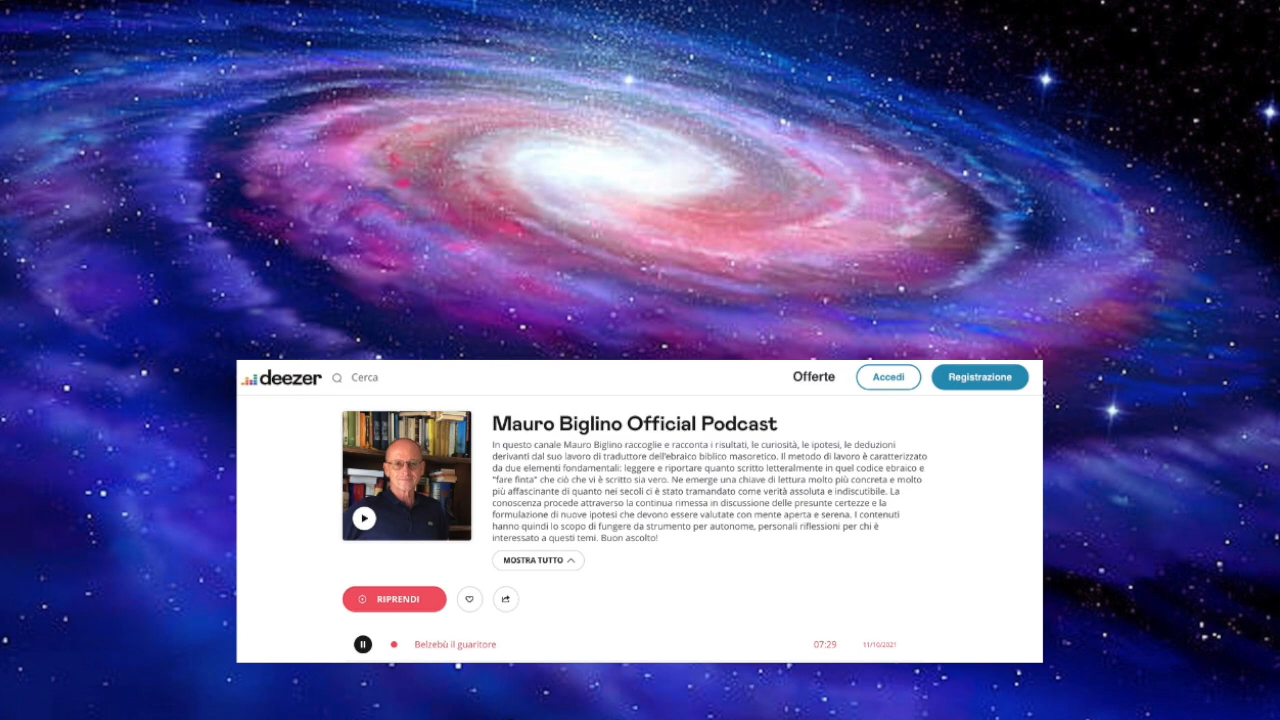 deezer Cerca Offerte Accedi Registrazione
Mauro Biglino Official Podcast
In questo canale Mauro Biglino raccoglie e racconta i risultati, le curiosità, le ipotesi, le deduzioni
derivanti dal suo lavoro di traduttore dell'ebraico biblico masoretico. Il metodo di lavoro è caratterizzato
da due elementi fondamentali: leggere e riportare quanto scritto letteralmente in quel codice ebraico e
"fare finta" che ciò che vi è scritto sia vero. Ne emerge una chiave di lettura molto più concreta e molto
più affascinante di quanto nei secoli ci è stato tramandato come verità assoluta e indiscutibile. La
conoscenza procede attraverso la continua rimessa in discussione delle presunte certezze e la
formulazione di nuove ipotesi che devono essere valutate con mente aperta e serena. I contenuti
hanno quindi lo scopo di fungere da strumento per autonome, personali riflessioni per chi è
interessato a questi temi. Buon ascolto!
MOSTRA TUTTO
RIPRENDI
Belzebù il guaritore 07:29 11/10/2021